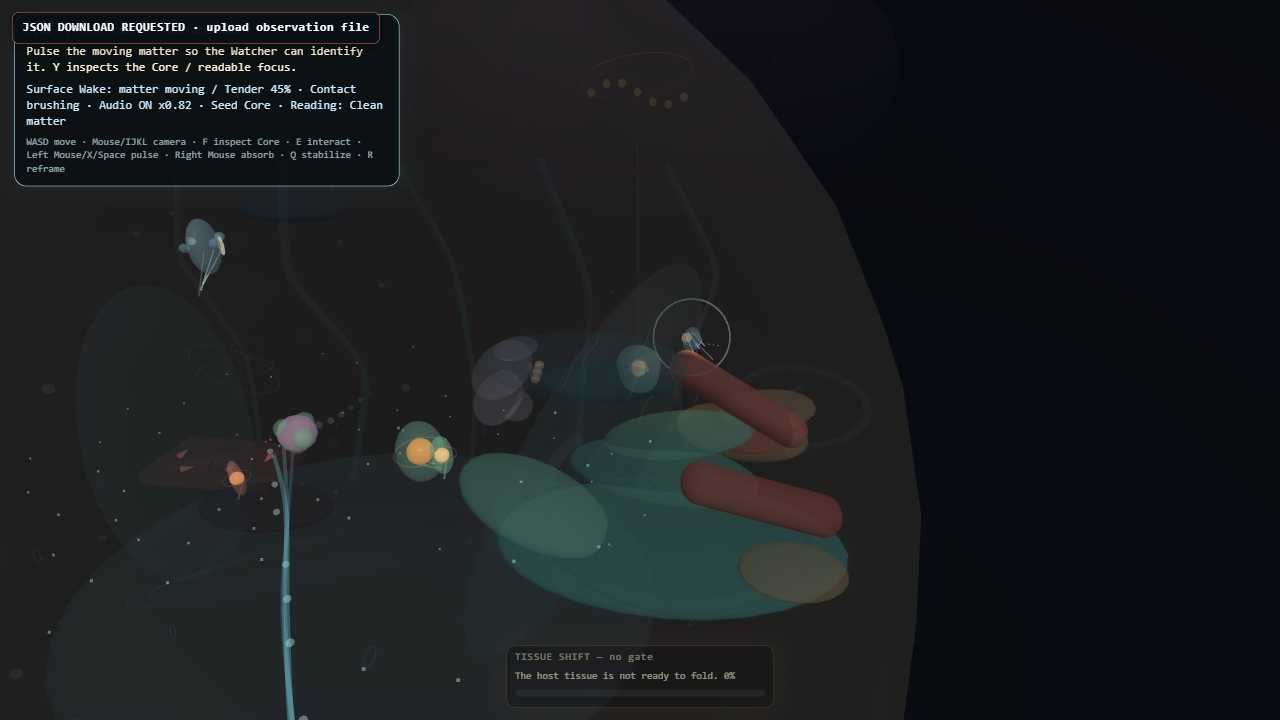 JSON DOWNLOAD REQUESTED · upload observation file
Pulse the moving matter so the Watcher can identify
it. Y inspects the Core / readable focus.
Surface Wake: matter moving / Tender 45% · Contact
brushing · Audio ON x0.82 · Seed Core · Reading: Clean
matter
WASD move · Mouse/IJKL camera · F inspect Core · E interact ·
Left Mouse/X/Space pulse · Right Mouse absorb · Q stabilize · R
reframe
TISSUE SHIFT — no gate
The host tissue is not ready to fold. 0%